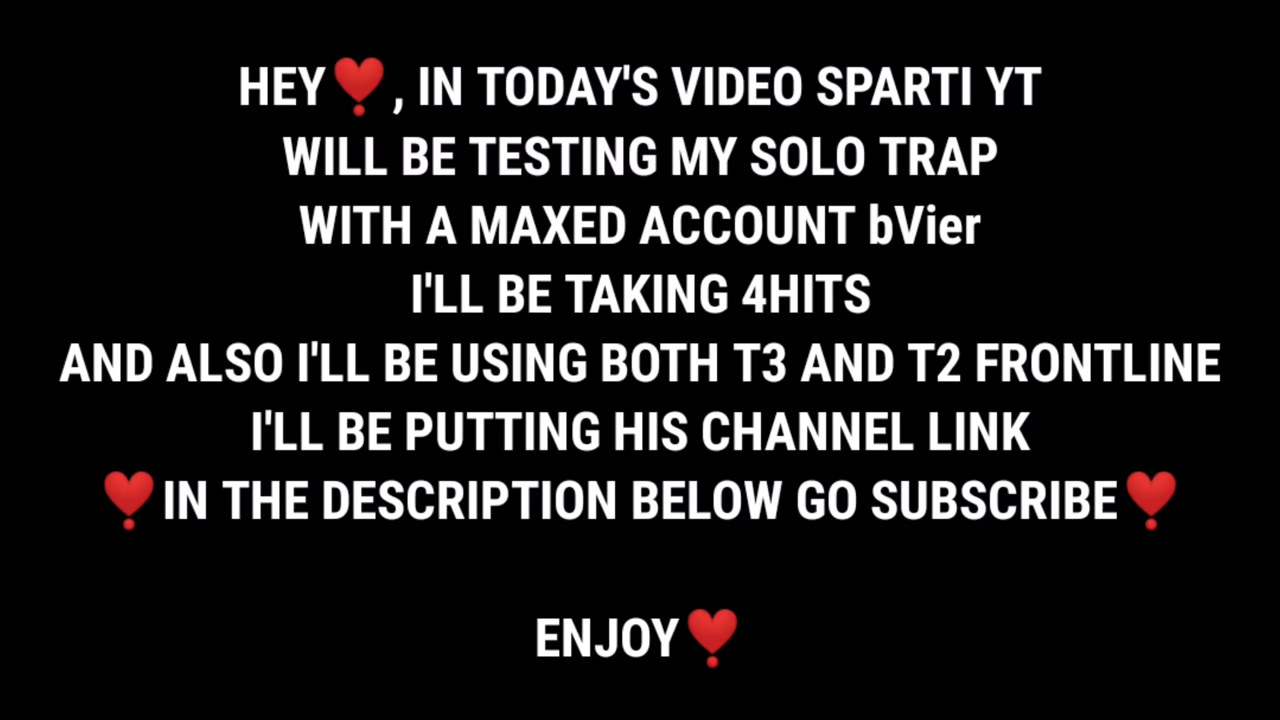 HEY❣️, IN TODAY'S VIDEO SPARTI YT
WILL BE TESTING MY SOLO TRAP
WITH A MAXED ACCOUNT bVier
I'LL BE TAKING 4HITS
AND ALSO I'LL BE USING BOTH T3 AND T2 FRONTLINE
I'LL BE PUTTING HIS CHANNEL LINK
❣️IN THE DESCRIPTION BELOW GO SUBSCRIBE❣️
ENJOY❣️